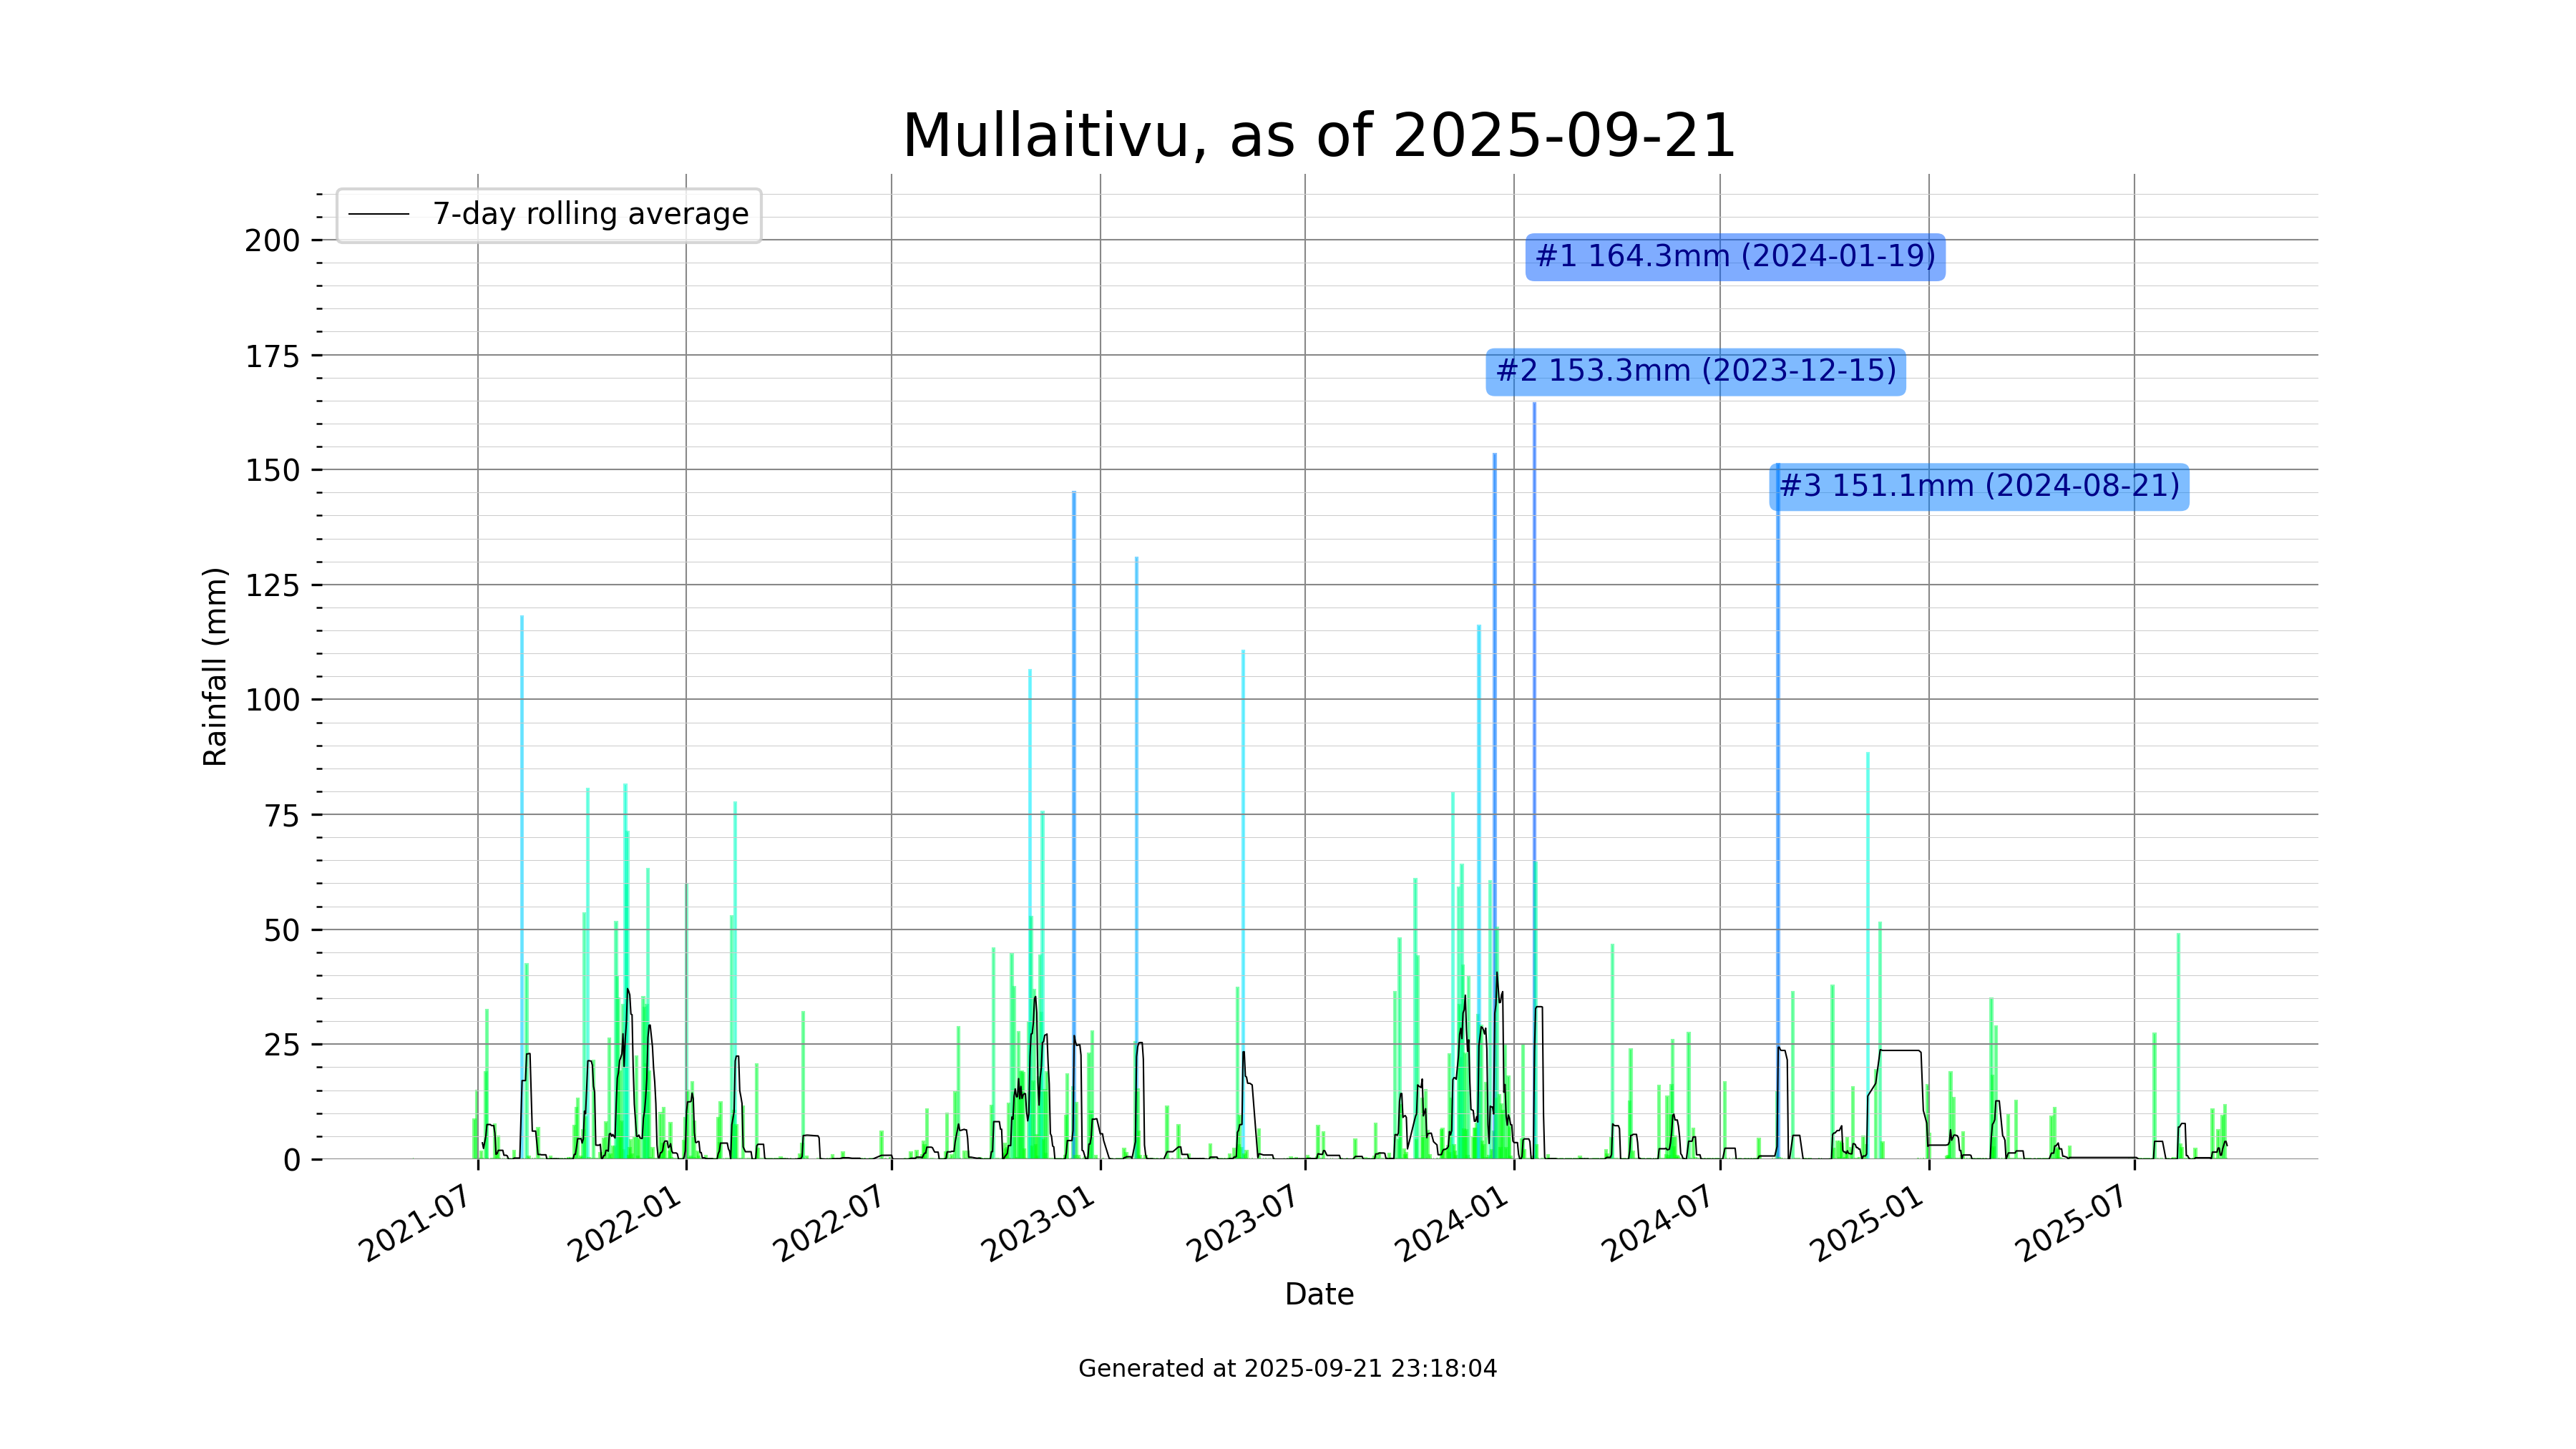 Mullaitivu, as of 2025-09-21
7-day rolling average
200
175
150
125
100
75
50
25
0
Rainfall (mm)
#1 164.3mm (2024-01-19)
#2 153.3mm (2023-12-15)
#3 151.1mm (2024-08-21)
2021-07
2022-01
2022-07
2023-01
2023-07
2024-01
2024-07
2025-01
2025-07
Date
Generated at 2025-09-21 23:18:04